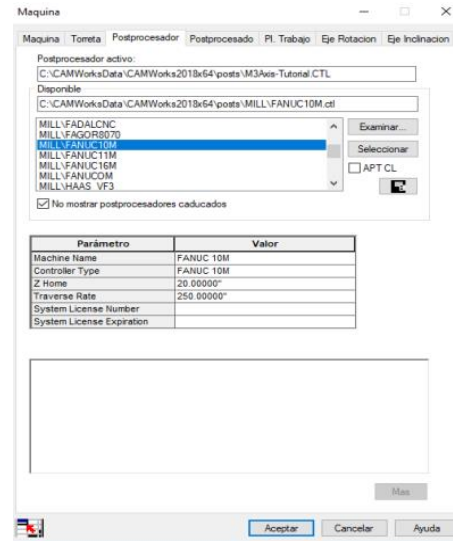 Maquina
Maquina Torreta Postprocesador Postprocesado Pl. Trabajo Eje Rotacion Eje Inclinacion
Postprocesador activo:
C:\CAMWorksData\CAMWorks2018x64\posts\M3Axis-Tutorial.CTL
Disponible
C:\CAMWorksData\CAMWorks2018x64\posts\MILL\FANUC10M.ctl
MILL\FADALCNC
MILL\FAGOR8070
MILL\FANUC10M
MILL\FANUC11M
MILL\FANUC16M
MILL\FANUCOM
MILL\HAAS_VF3
Examinar...
Seleccionar
APT CL
No mostrar postprocesadores caducados
Parámetro Valor
Machine Name FANUC 10M
Controller Type FANUC 10M
Z Home 20.00000"
Traverse Rate 250.00000"
System License Number
System License Expiration
Mas
Aceptar Cancelar Ayuda